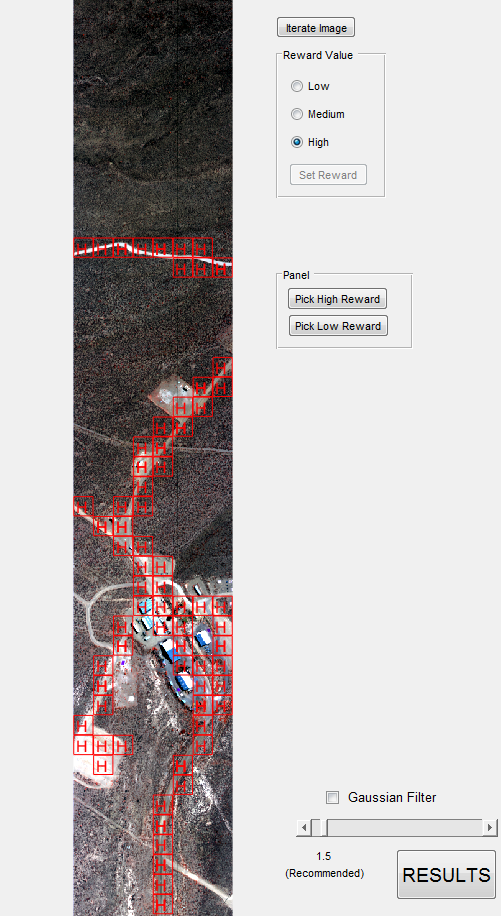 Iterate Image
Reward Value
Low
Medium
High
Set Reward
H H H H H H H
H H H
Panel
Pick High Reward
Pick Low Reward
H
H H
H H
H H
H H
H H
H
H H H
H H
H H
H H
H
H H H H H
H H H H
H H H
H H H H
H H H
H H H
H H
H H H H
H H
H
H
H
H
H
H
H
Gaussian Filter
1.5
(Recommended)
RESULTS